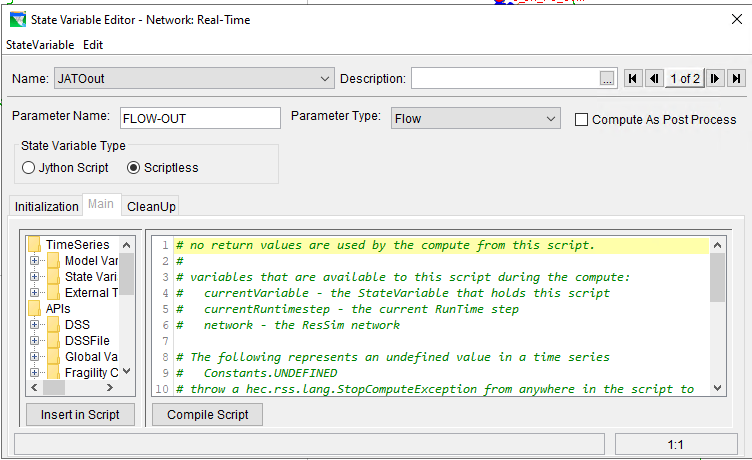 State Variable Editor - Network: Real-Time
StateVariable Edit
Name: JATOout Description: ... 1 of 2
Parameter Name: FLOW-OUT Parameter Type: Flow Compute As Post Process
State Variable Type
Jython Script Scriptless
Initialization Main CleanUp
TimeSeries
Model Var
State Vari
External T
APIs
DSS
DSSFile
Global Va
Fragility C
1 # no return values are used by the compute from this script.
2 #
3 # variables that are available to this script during the compute:
4 # currentVariable - the StateVariable that holds this script
5 # currentRuntimestep - the current RunTime step
6 # network - the ResSim network
7
8 # The following represents an undefined value in a time series
9 # Constants.UNDEFINED
10 # throw a hec.rss.lang.StopComputeException from anywhere in the script to
Insert in Script Compile Script
1:1